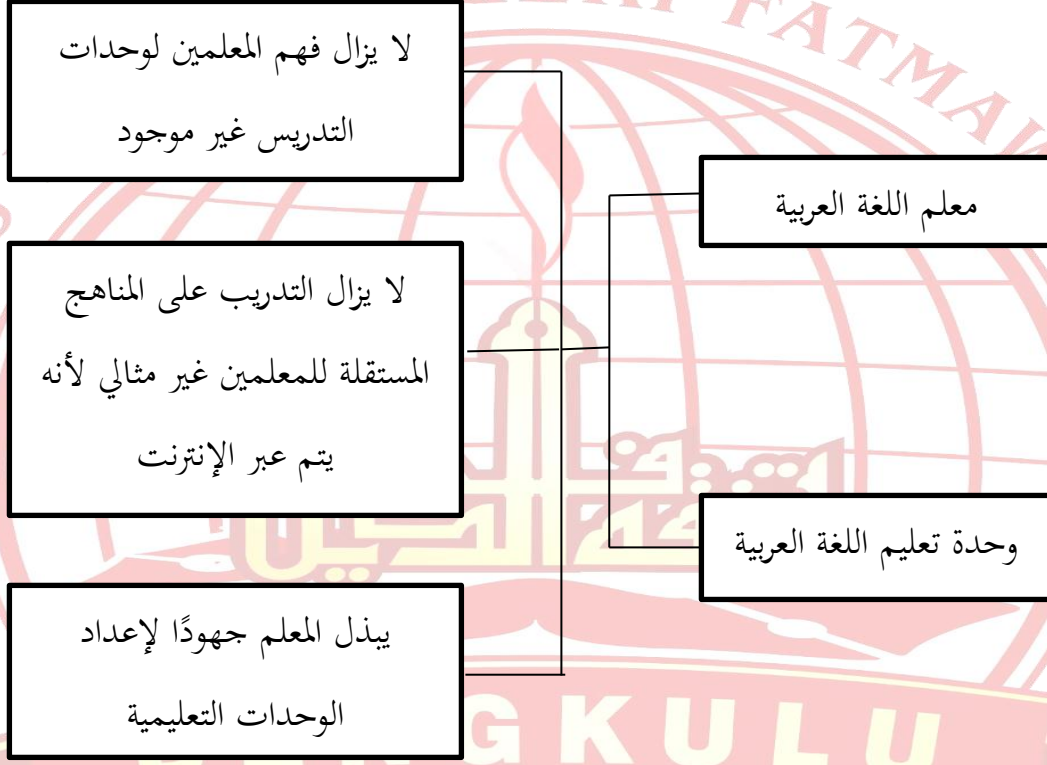 معلم اللغة العربية
وحدة تعليم اللغة العربية
لا يزال فهم المعلمين لوحدات
التدريس غير موجود
لا يزال التدريب على المناهج
المستقلة للمعلمين غير مثالي لأنه
يتم عبر الإنترنت
يبذل المعلم جهودًا لإعداد
الوحدات التعليمية
FATMAW
GKULU